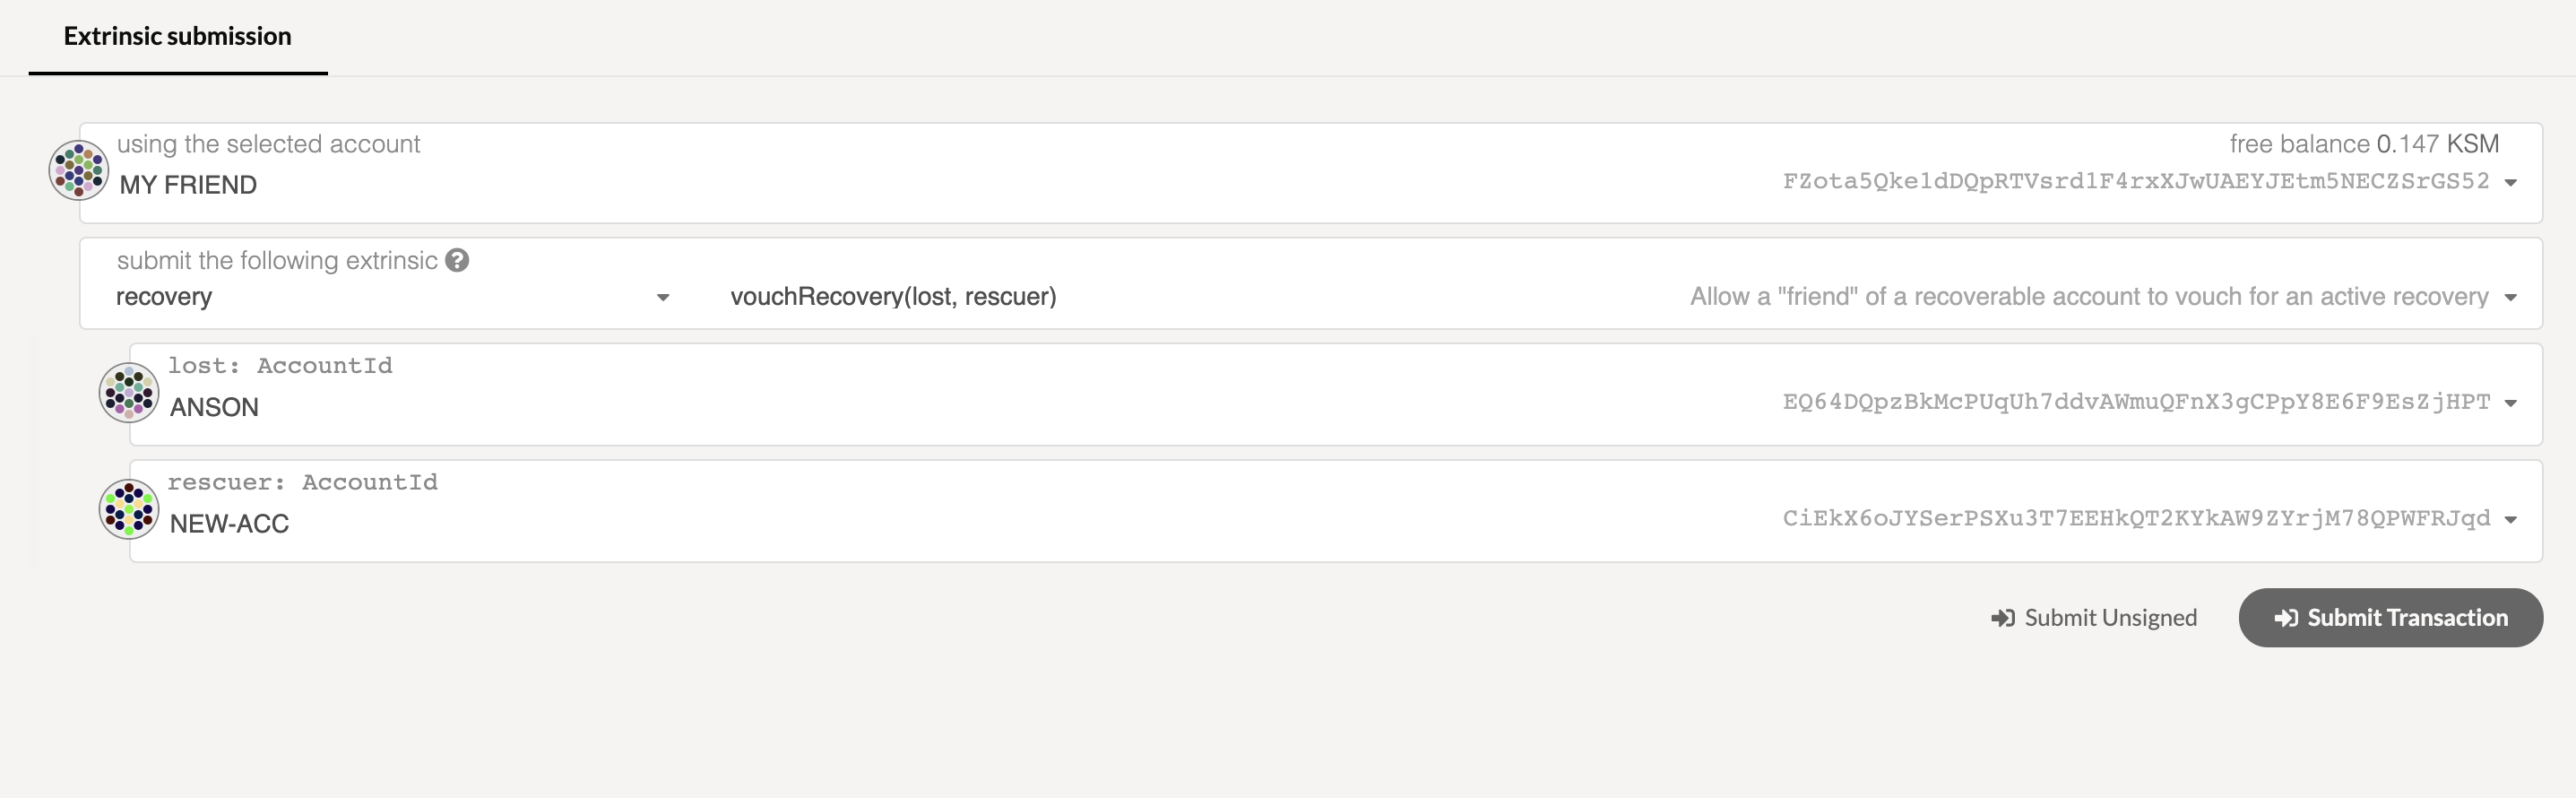 Extrinsic submission
using the selected account
free balance 0.147 KSM
MY FRIEND
FZota5Qke1dDQpRTVsrd1F4rxXJwUAEYJEtm5NECZSrGS52
submit the following extrinsic
recovery
vouchRecovery(lost, rescuer)
Allow a "friend" of a recoverable account to vouch for an active recovery
lost: AccountId
ANSON
EQ64DQpzBkMcPUqUh7ddvAWmuQFnX3gCPpY8E6F9EsZjHPT
rescuer: AccountId
NEW-ACC
CiEkX6oJYSerPSXu3T7EEHkQT2KYkAW9ZYrjM78QPWFRJqd
Submit Unsigned
Submit Transaction